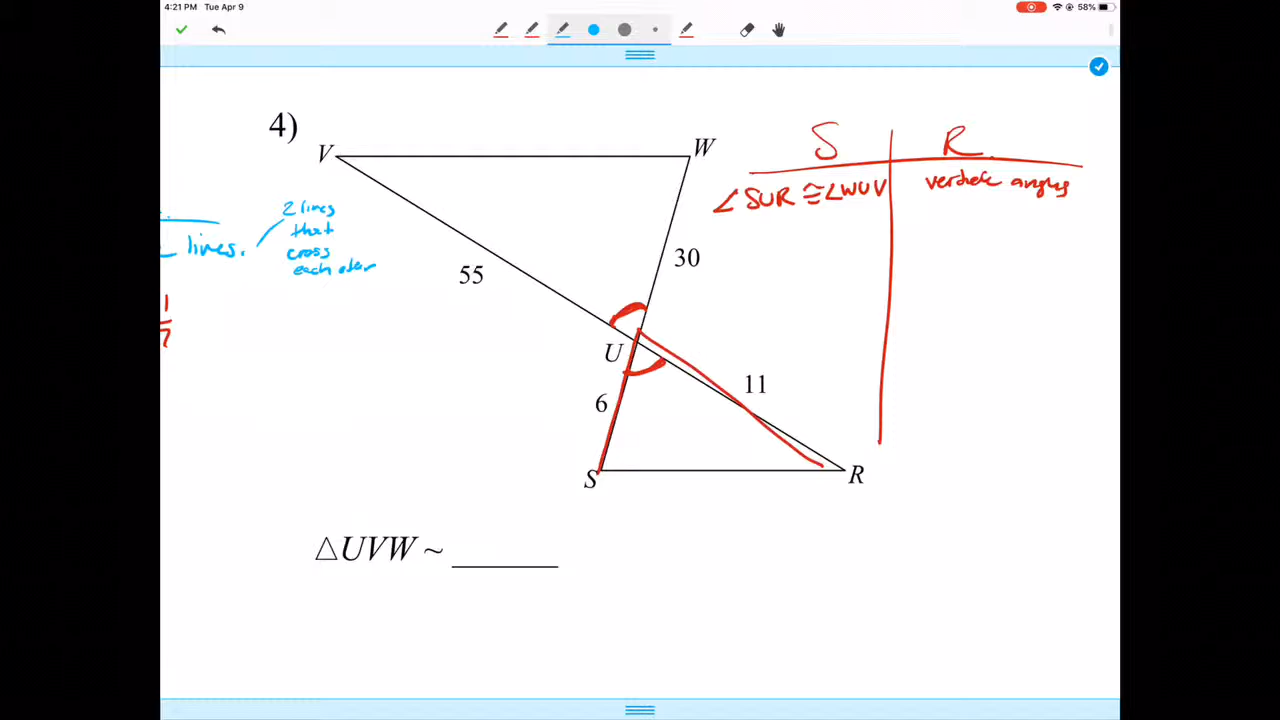 4:21 PM Tue Apr 9
58%
4)
V
W
S
R
∠SUR ≅ ∠WUV
angles
2 lines
that
cross
each other
lines.
30
55
U
11
6
S
R
△UVW ~ ______